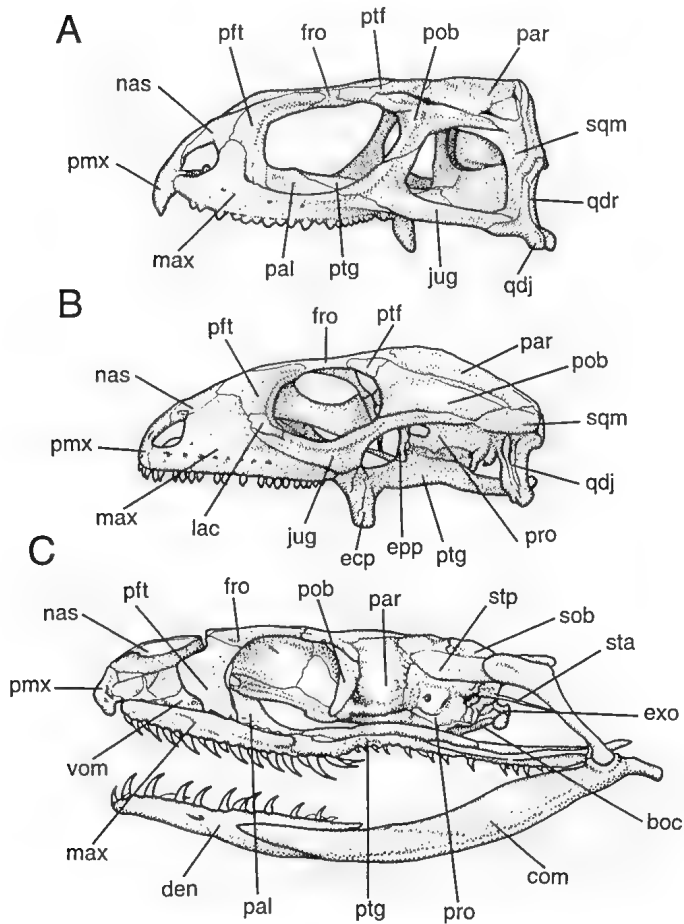 A
pft fro ptf pob par
nas
sqm
pmx
qdr
max pal ptg jug qdj
B
pft fro ptf par
nas pob
sqm
pmx
qdj
max lac jug ecp epp ptg pro
C
pft fro pob par stp sob
nas sta
pmx
exo
vom
boc
max den pal ptg pro com